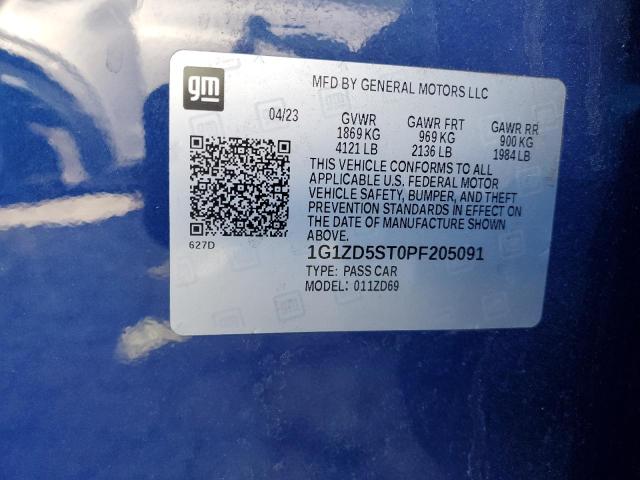 gm
MFD BY GENERAL MOTORS LLC
04/23 GVWR GAWR FRT GAWR RR
1869 KG 969 KG 900 KG
4121 LB 2136 LB 1984 LB
THIS VEHICLE CONFORMS TO ALL
APPLICABLE U.S. FEDERAL MOTOR
VEHICLE SAFETY, BUMPER, AND THEFT
PREVENTION STANDARDS IN EFFECT ON
THE DATE OF MANUFACTURE SHOWN
ABOVE.
627D
1G1ZD5ST0PF205091
TYPE: PASS CAR
MODEL: 011ZD69